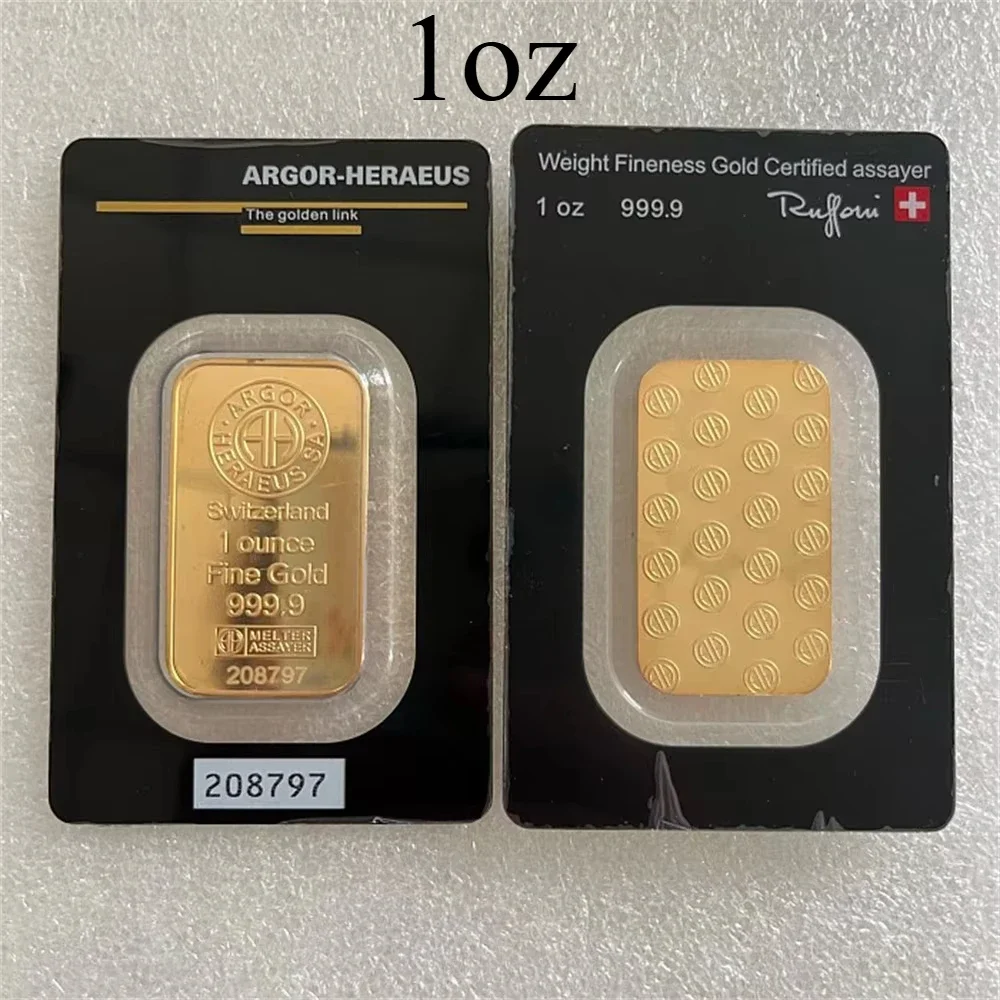 1oz
ARGOR-HERAEUS
The golden link
ARGOR
HERAEUS SA
Switzerland
1 ounce
Fine Gold
999.9
MELTER
ASSAYER
208797
208797
Weight Fineness Gold Certified assayer
1 oz 999.9 Ruffoni